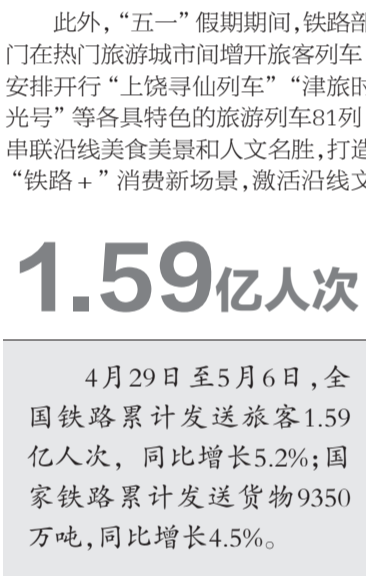 此外，“五一”假期期间，铁路部
门在热门旅游城市间增开旅客列车
安排开行“上饶寻仙列车”“津旅时
光号”等各具特色的旅游列车81列
串联沿线美食美景和人文名胜，打造
“铁路+”消费新场景，激活沿线文
1.59亿人次
4月29日至5月6日，全
国铁路累计发送旅客1.59
亿人次，同比增长5.2%；国
家铁路累计发送货物9350
万吨，同比增长4.5%。